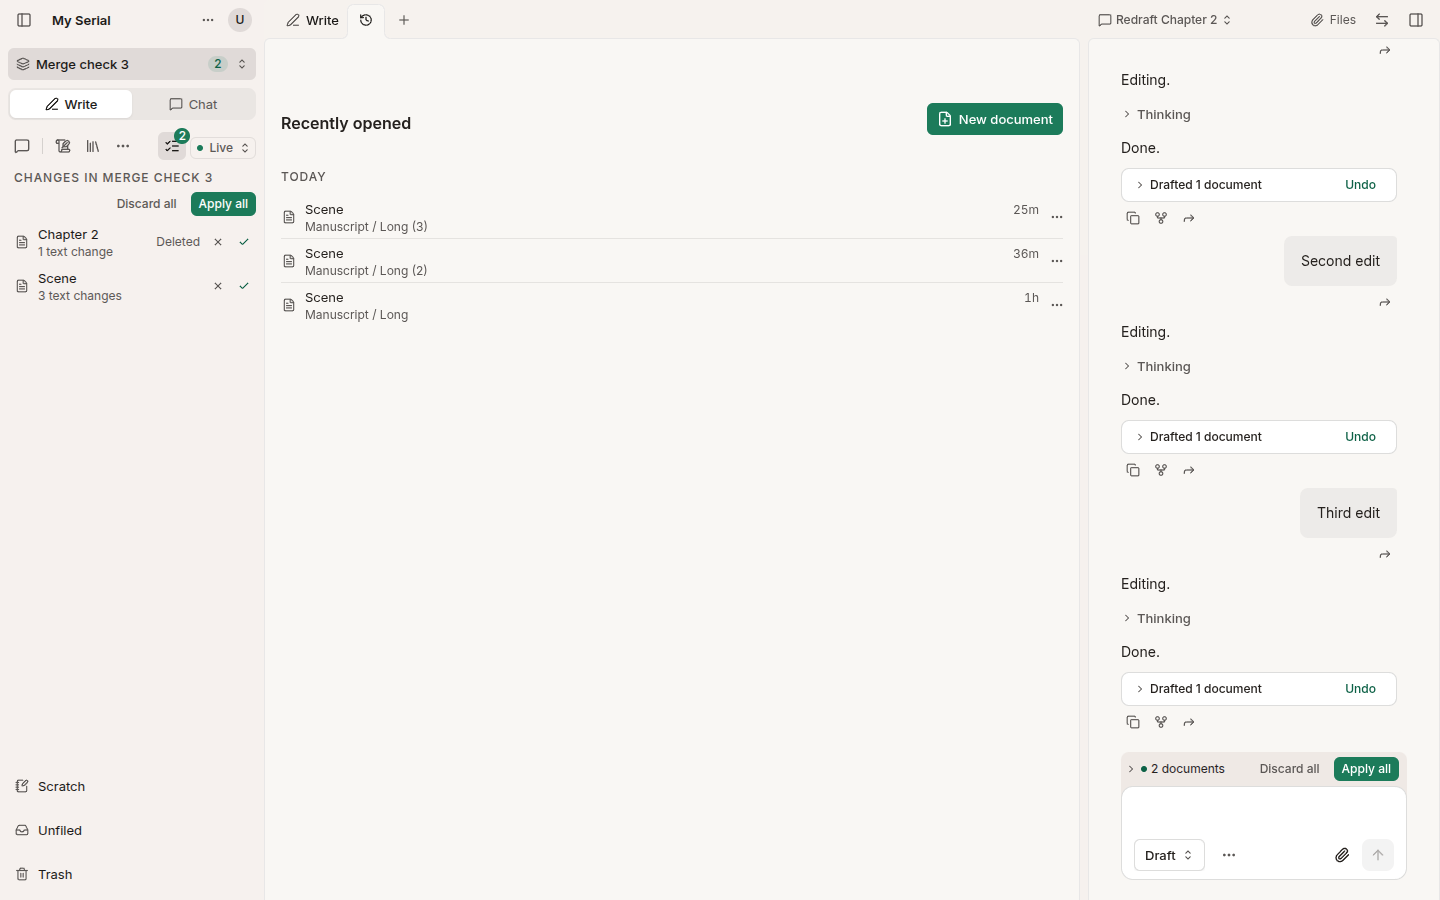 My Serial
U
Merge check 3
2
Write
Chat
2
Live
CHANGES IN MERGE CHECK 3
Discard all
Apply all
Chapter 2
1 text change
Deleted
Scene
3 text changes
Scratch
Unfiled
Trash
Write
Recently opened
New document
TODAY
Scene
Manuscript / Long (3)
25m
Scene
Manuscript / Long (2)
36m
Scene
Manuscript / Long
1h
Redraft Chapter 2
Files
Editing.
Thinking
Done.
Drafted 1 document
Undo
Second edit
Editing.
Thinking
Done.
Drafted 1 document
Undo
Third edit
Editing.
Thinking
Done.
Drafted 1 document
Undo
2 documents
Discard all
Apply all
Draft